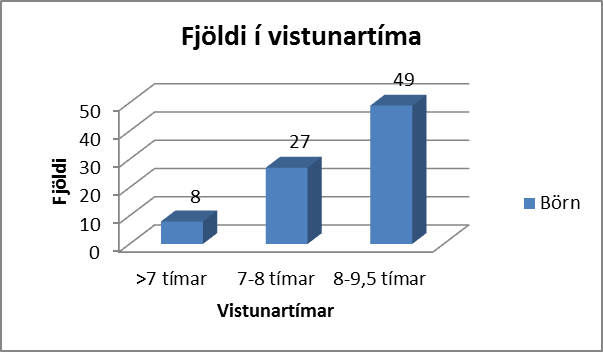 Fjöldi í vistunartíma
Fjöldi
50
40
30
20
10
0
8
27
49
>7 tímar
7-8 tímar
8-9,5 tímar
Vistunartímar
Börn